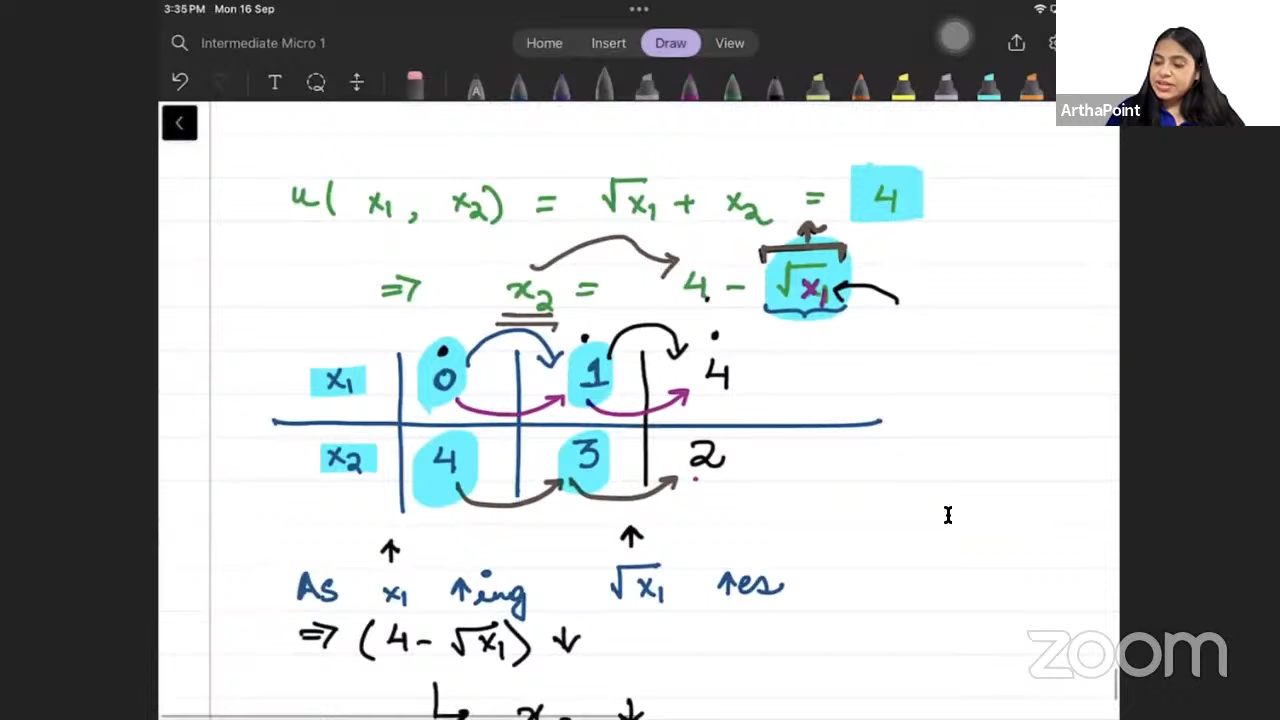 3:35 PM Mon 16 Sep
Intermediate Micro 1
Home Insert Draw View
ArthaPoint
u( x₁, x₂) = √x₁ + x₂ = 4
⇒ x₂ = 4 - √x₁
x₁ 0 1 4
x₂ 4 3 2
As x₁ ↑ing √x₁ ↑es
⇒ (4 - √x₁) ↓
zoom